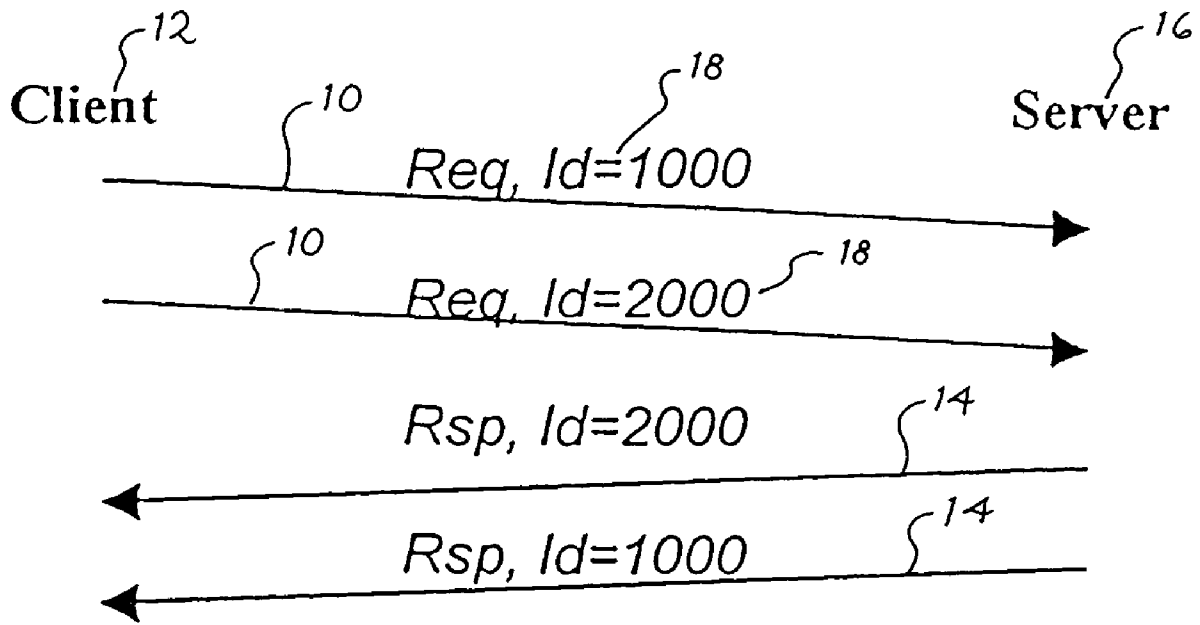 12
16
18
Client
10
Server
Req, Id=1000
10
18
Req, Id=2000
14
Rsp, Id=2000
14
Rsp, Id=1000